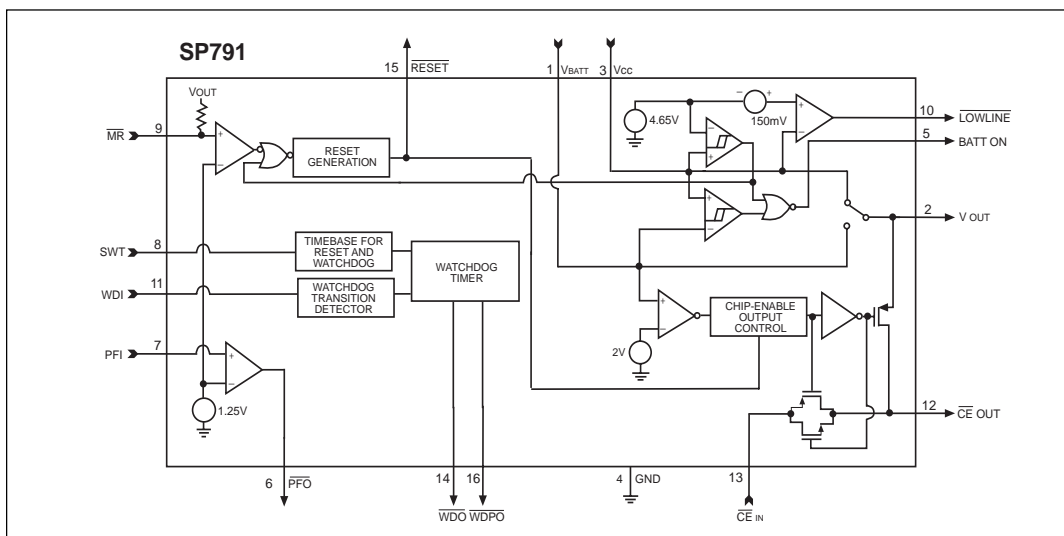 SP791
15
RESET
1
VBATT
3
VCC
VOUT
4.65V
150mV
10
LOWLINE
5
BATT ON
MR
9
+
−
RESET
GENERATION
−
+
−
+
+
−
+
−
2
V OUT
SWT
8
TIMEBASE FOR
RESET AND
WATCHDOG
WATCHDOG
TIMER
WDI
11
WATCHDOG
TRANSITION
DETECTOR
+
−
CHIP-ENABLE
OUTPUT
CONTROL
2V
PFI
7
+
−
1.25V
12
CE OUT
6
PFO
14
WDO
16
WDPO
4
GND
13
CE IN